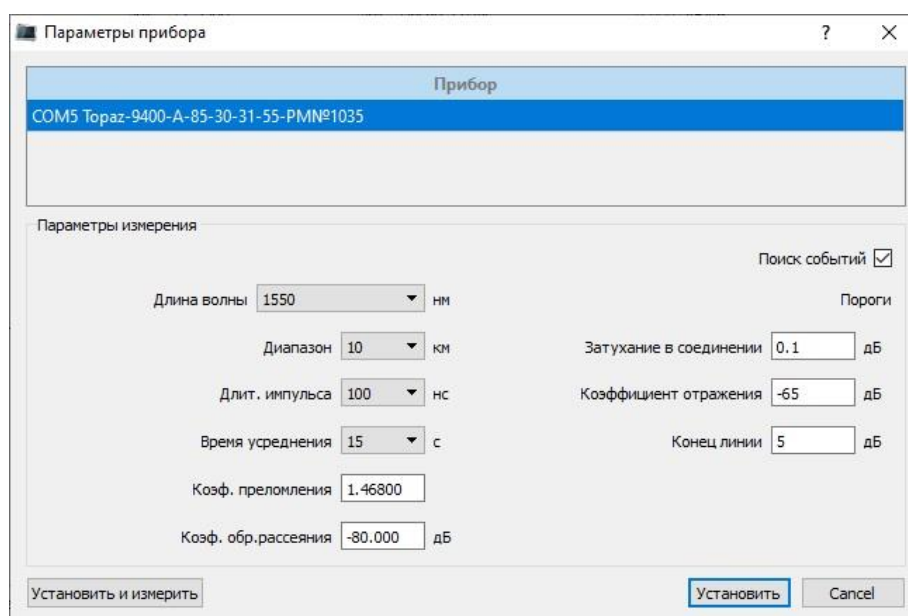 Параметры прибора ?
Прибор
COM5 Topaz-9400-A-85-30-31-55-PM№1035
Параметры измерения
Поиск событий
Длина волны 1550 нм Пороги
Диапазон 10 км Затухание в соединении 0.1 дБ
Длит. импульса 100 нс Коэффициент отражения -65 дБ
Время усреднения 15 с Конец линии 5 дБ
Коэф. преломления 1.46800
Коэф. обр.рассеяния -80.000 дБ
Установить и измерить Установить Cancel